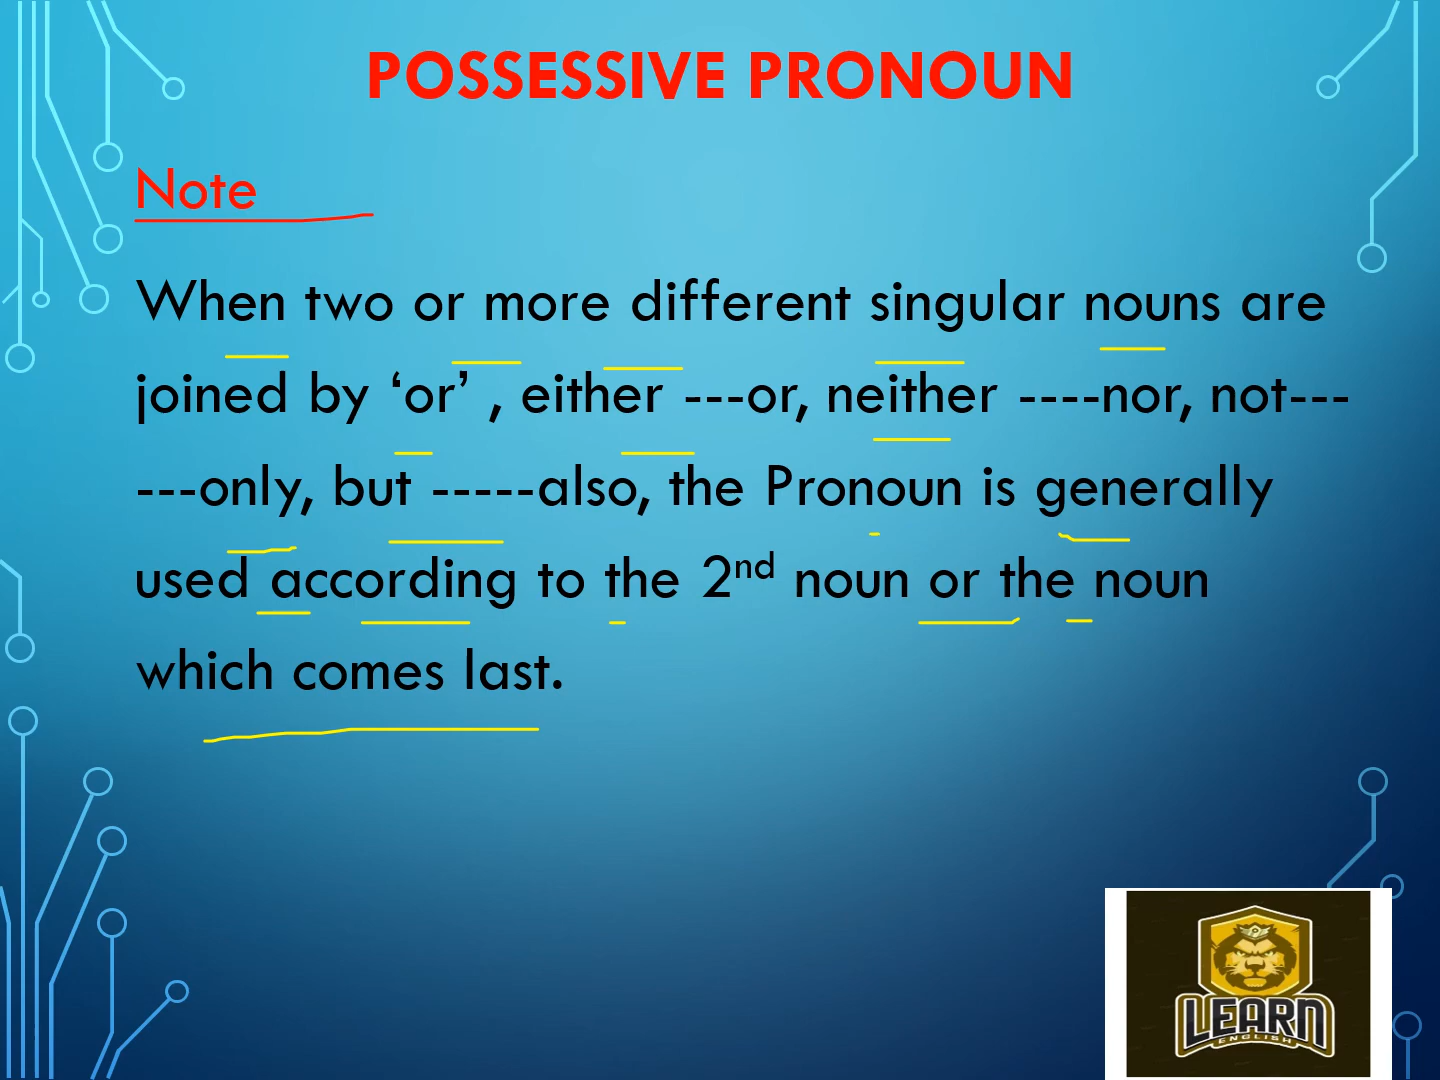 POSSESSIVE PRONOUN
Note
When two or more different singular nouns are
joined by ‘or’ , either ---or, neither ----nor, not---
---only, but -----also, the Pronoun is generally
used according to the 2nd noun or the noun
which comes last.
LEARN
ENGLISH